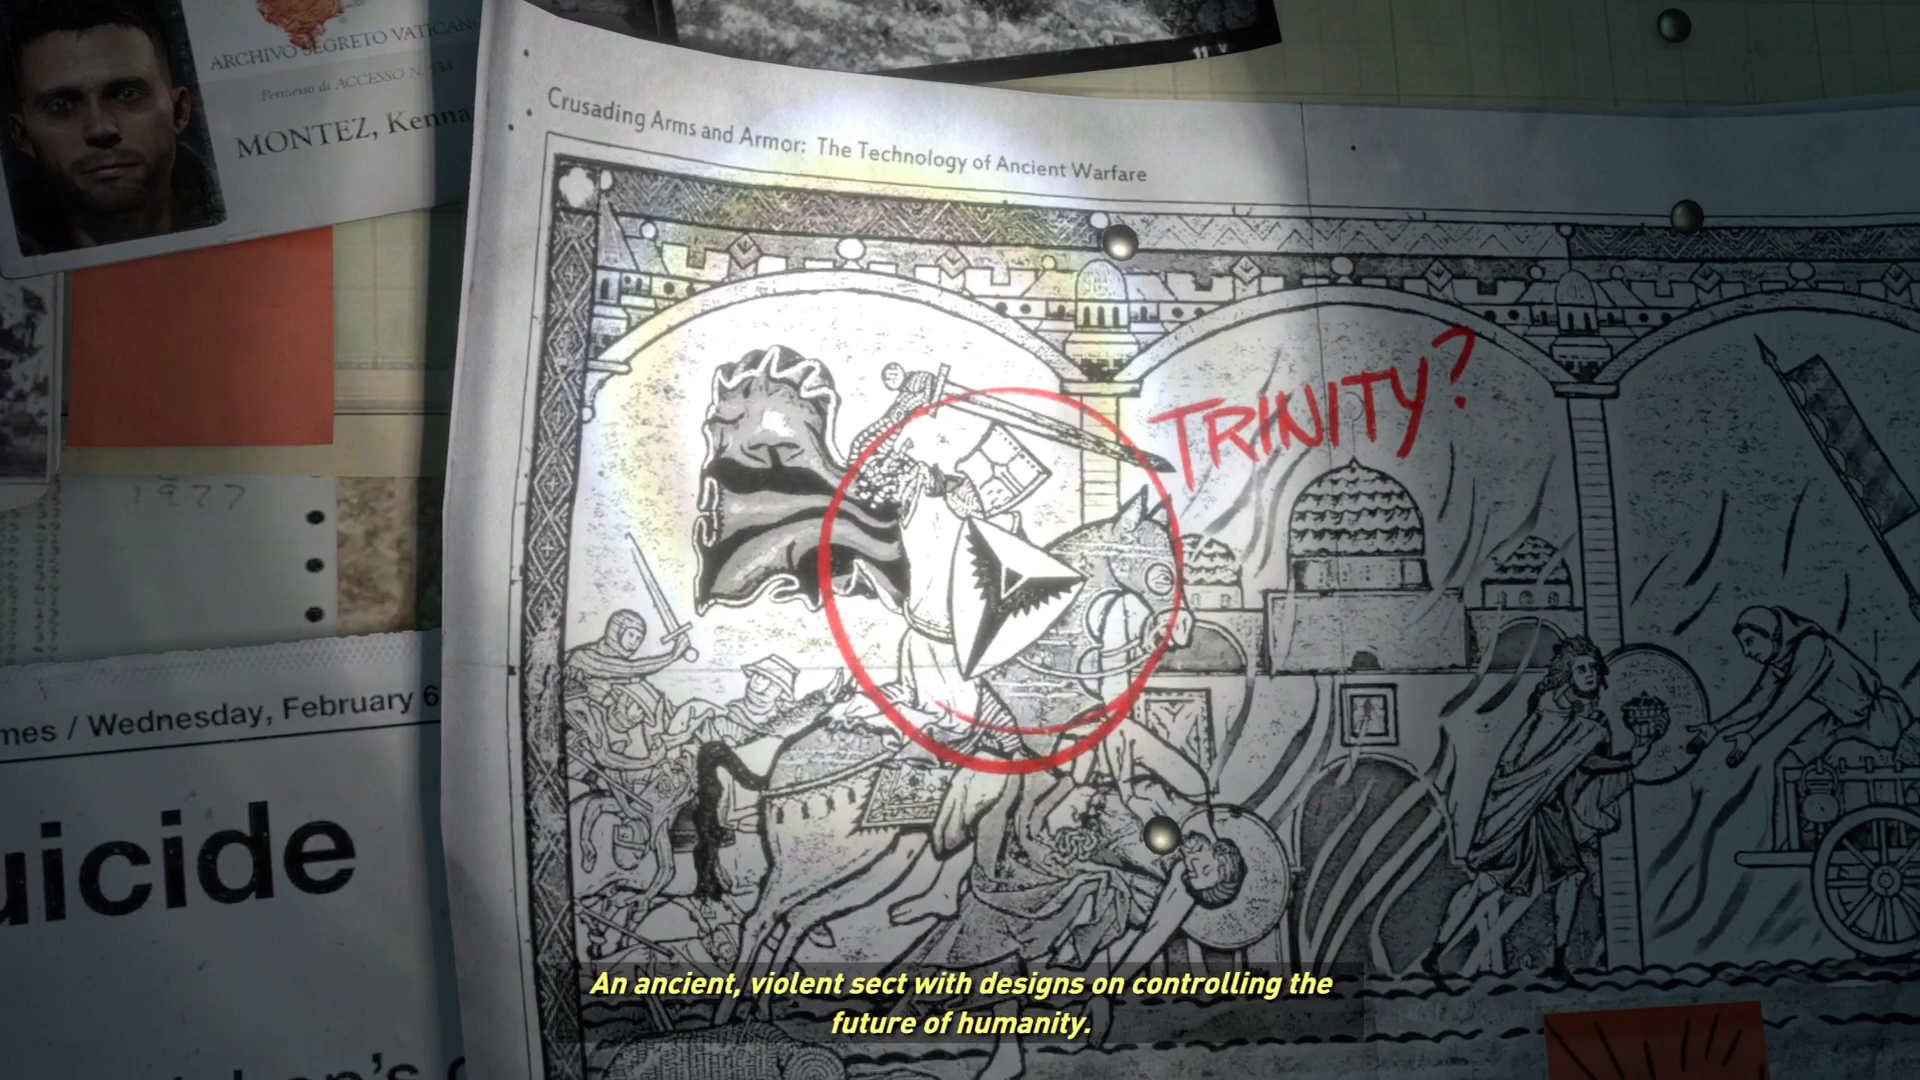 ARCHIVO SEGRETO VATICANO
Permesso di ACCESSO N.
MONTEZ, Kenna
Crusading Arms and Armor: The Technology of Ancient Warfare
TRINITY?
1977
mes / Wednesday, February 6
uicide
An ancient, violent sect with designs on controlling the
future of humanity.